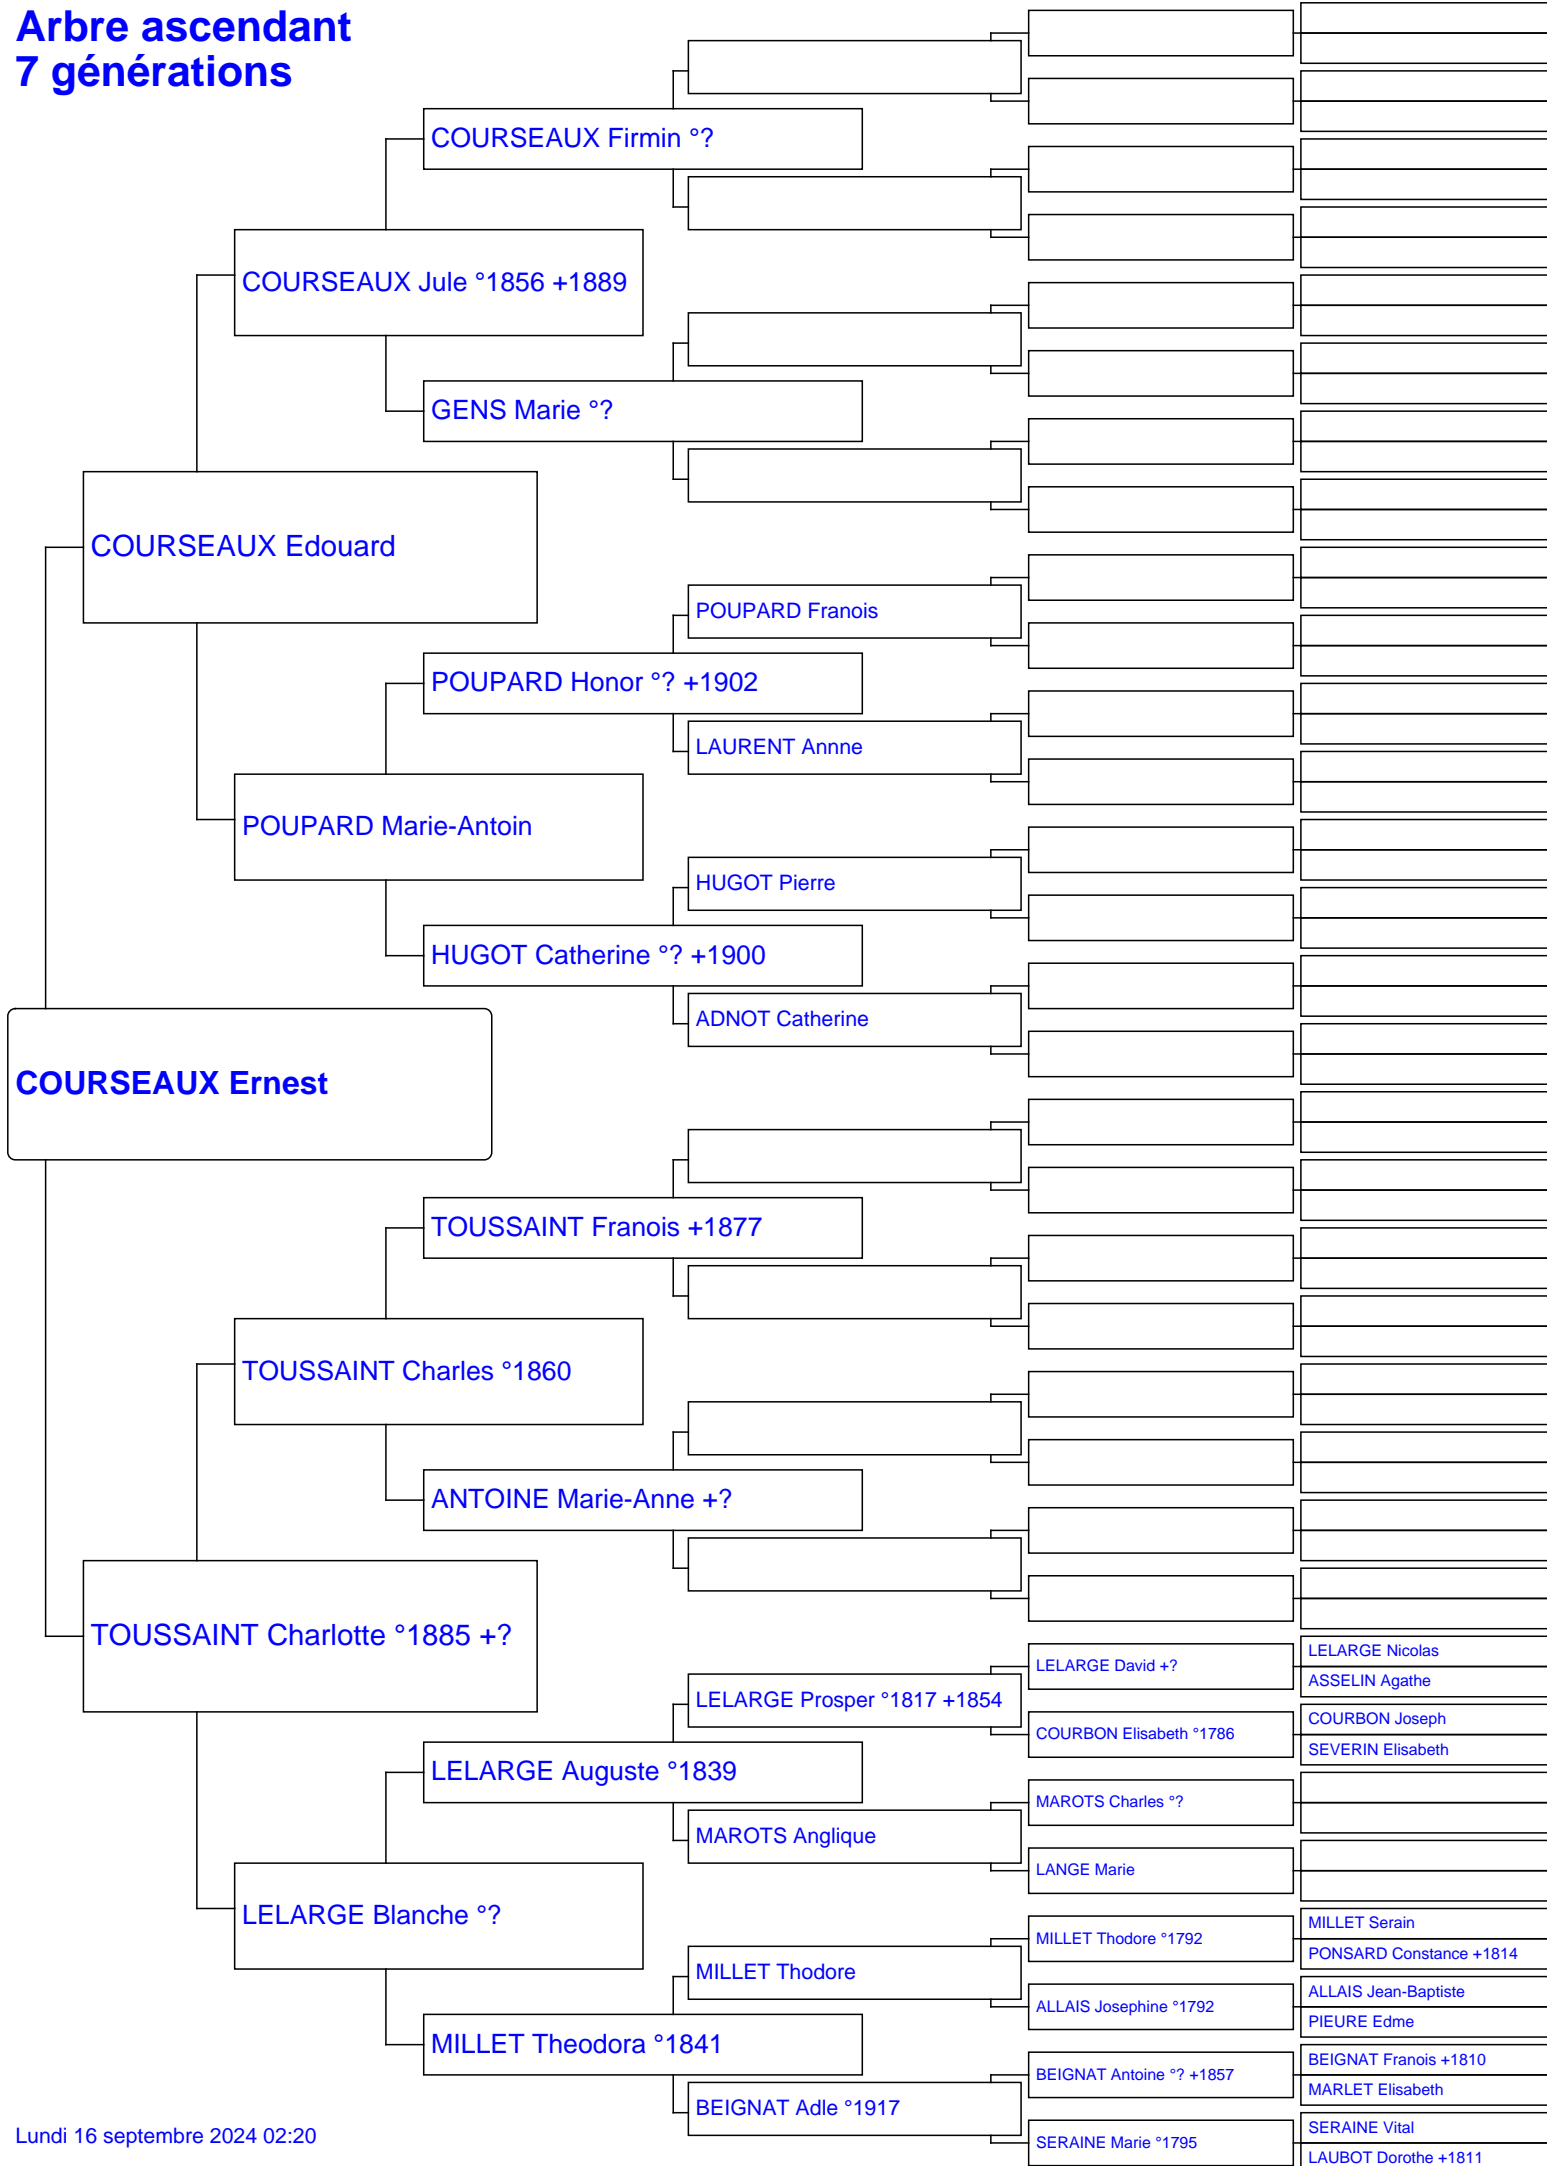 Arbre ascendant
7 générations
COURSEAUX Firmin °?
COURSEAUX Jule °1856 +1889
GENS Marie °?
COURSEAUX Edouard
POUPARD Franois
POUPARD Honor °? +1902
LAURENT Annne
POUPARD Marie-Antoin
HUGOT Pierre
HUGOT Catherine °? +1900
ADNOT Catherine
COURSEAUX Ernest
TOUSSAINT Franois +1877
TOUSSAINT Charles °1860
ANTOINE Marie-Anne +?
TOUSSAINT Charlotte °1885 +?
LELARGE Nicolas
LELARGE David +?
ASSELIN Agathe
LELARGE Prosper °1817 +1854
COURBON Joseph
COURBON Elisabeth °1786
SEVERIN Elisabeth
LELARGE Auguste °1839
MAROTS Charles °?
MAROTS Anglique
LANGE Marie
LELARGE Blanche °?
MILLET Serain
MILLET Thodore °1792
PONSARD Constance +1814
MILLET Thodore
ALLAIS Jean-Baptiste
ALLAIS Josephine °1792
PIEURE Edme
MILLET Theodora °1841
BEIGNAT Franois +1810
BEIGNAT Antoine °? +1857
MARLET Elisabeth
BEIGNAT Adle °1917
SERAINE Vital
SERAINE Marie °1795
LAUBOT Dorothe +1811
Lundi 16 septembre 2024 02:20